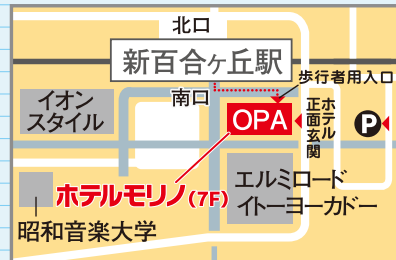 北口
新百合ヶ丘駅
歩行者用入口
南口
イオン
スタイル
OPA
ホテル
正面玄関
P
エルミロード
イトーヨーカドー
ホテルモリノ(7F)
昭和音楽大学